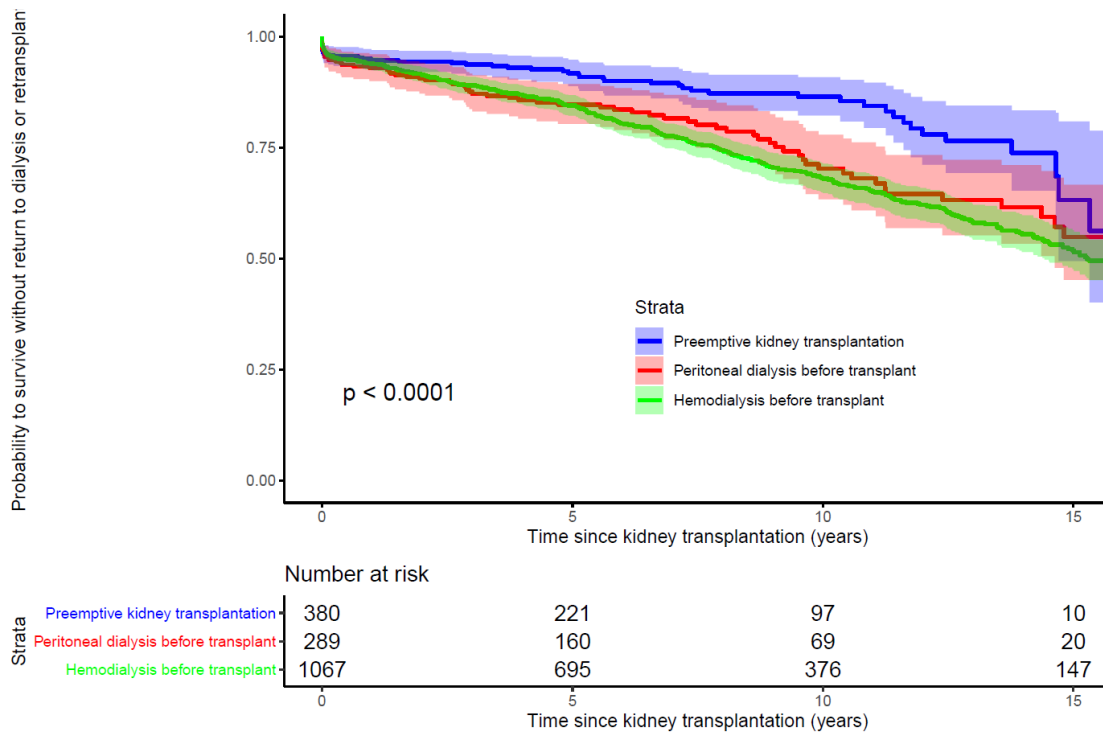 Probability to survive without return to dialysis or retransplan
1.00
0.75
0.50
0.25
0.00
p < 0.0001
Strata
Preemptive kidney transplantation
Peritoneal dialysis before transplant
Hemodialysis before transplant
0 5 10 15
Time since kidney transplantation (years)
Number at risk
Strata
Preemptive kidney transplantation 380 221 97 10
Peritoneal dialysis before transplant 289 160 69 20
Hemodialysis before transplant 1067 695 376 147
0 5 10 15
Time since kidney transplantation (years)